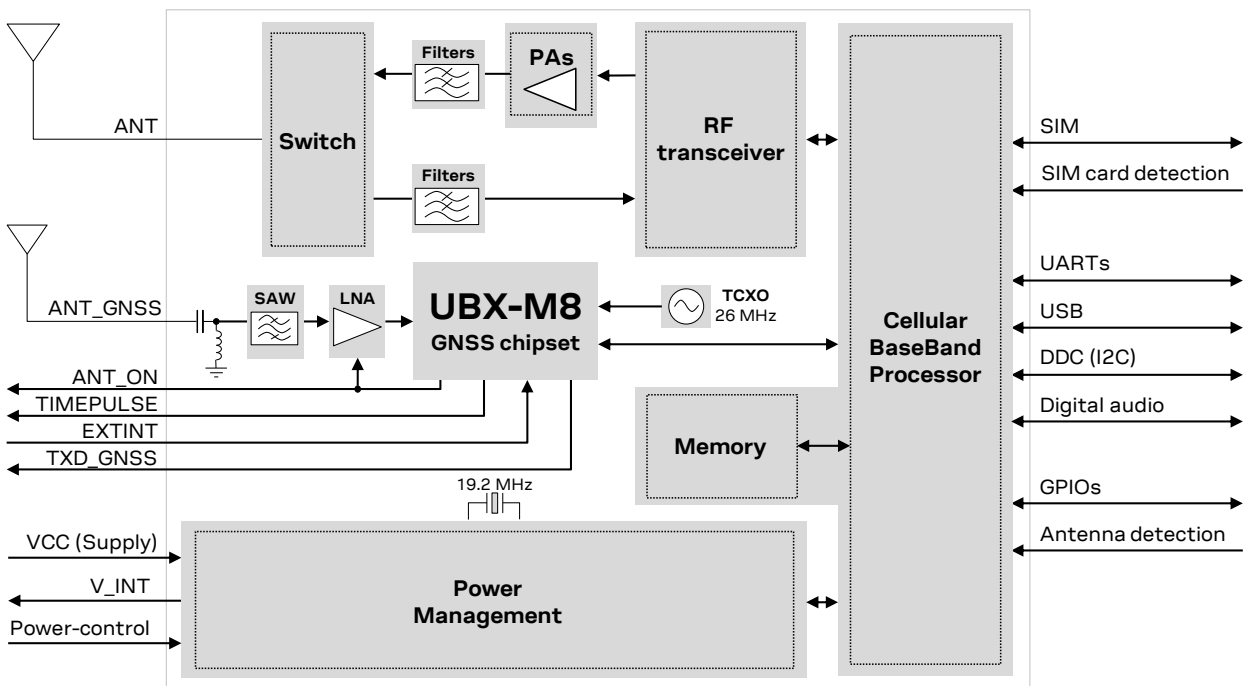 Filters
PAs
ANT
Switch
RF
transceiver
Filters
SIM
SIM card detection
ANT_GNSS
SAW
LNA
UBX-M8
GNSS chipset
TCXO
26 MHz
Cellular
BaseBand
Processor
UARTs
USB
DDC (I2C)
Digital audio
ANT_ON
TIMEPULSE
EXTINT
TXD_GNSS
Memory
19.2 MHz
GPIOs
Antenna detection
VCC (Supply)
V_INT
Power-control
Power
Management